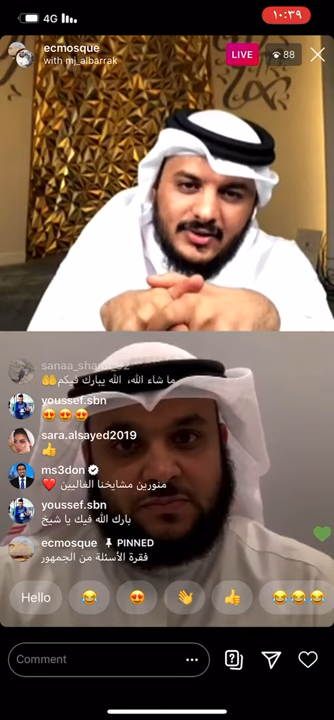 4G
١٠:٣٩
ecmosque
with mj_albarrak
LIVE
88
ما شاء الله، الله يبارك فيكم🤲
youssef.sbn
😍😍😍
sara.alsayed2019
👍
ms3don
منورين مشايخنا الغاليين ❤️
youssef.sbn
بارك الله فيك يا شيخ
ecmosque PINNED
فقرة الأسئلة من الجمهور
Hello 😂 😍 👋 👍 😂😂😂
Comment